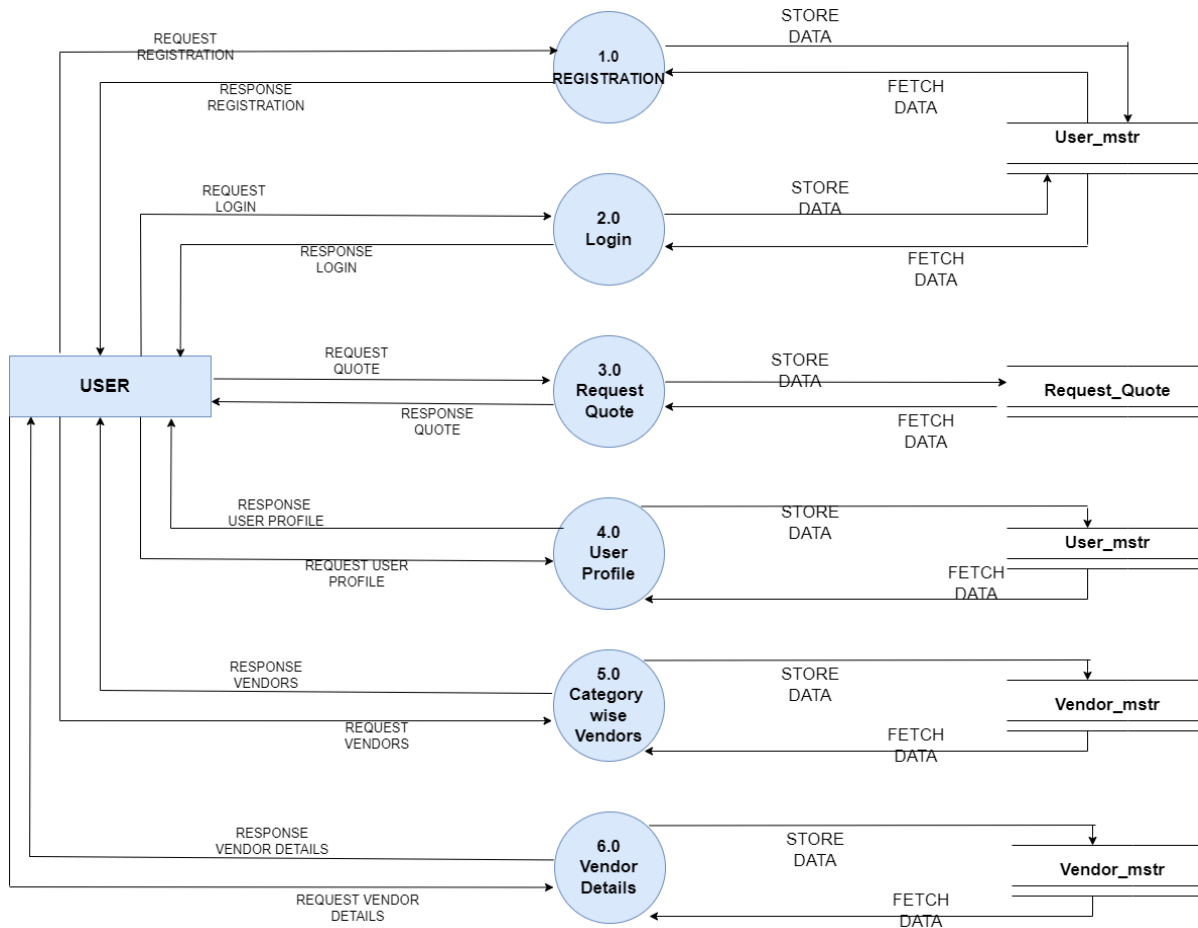 STORE
DATA
REQUEST
REGISTRATION
1.0
REGISTRATION
RESPONSE
REGISTRATION
FETCH
DATA
User_mstr
REQUEST
LOGIN
STORE
DATA
2.0
Login
RESPONSE
LOGIN
FETCH
DATA
USER
REQUEST
QUOTE
3.0
Request
Quote
STORE
DATA
Request_Quote
RESPONSE
QUOTE
FETCH
DATA
RESPONSE
USER PROFILE
4.0
User
Profile
STORE
DATA
User_mstr
REQUEST USER
PROFILE
FETCH
DATA
RESPONSE
VENDORS
5.0
Category
wise
Vendors
STORE
DATA
Vendor_mstr
REQUEST
VENDORS
FETCH
DATA
RESPONSE
VENDOR DETAILS
6.0
Vendor
Details
STORE
DATA
Vendor_mstr
REQUEST VENDOR
DETAILS
FETCH
DATA